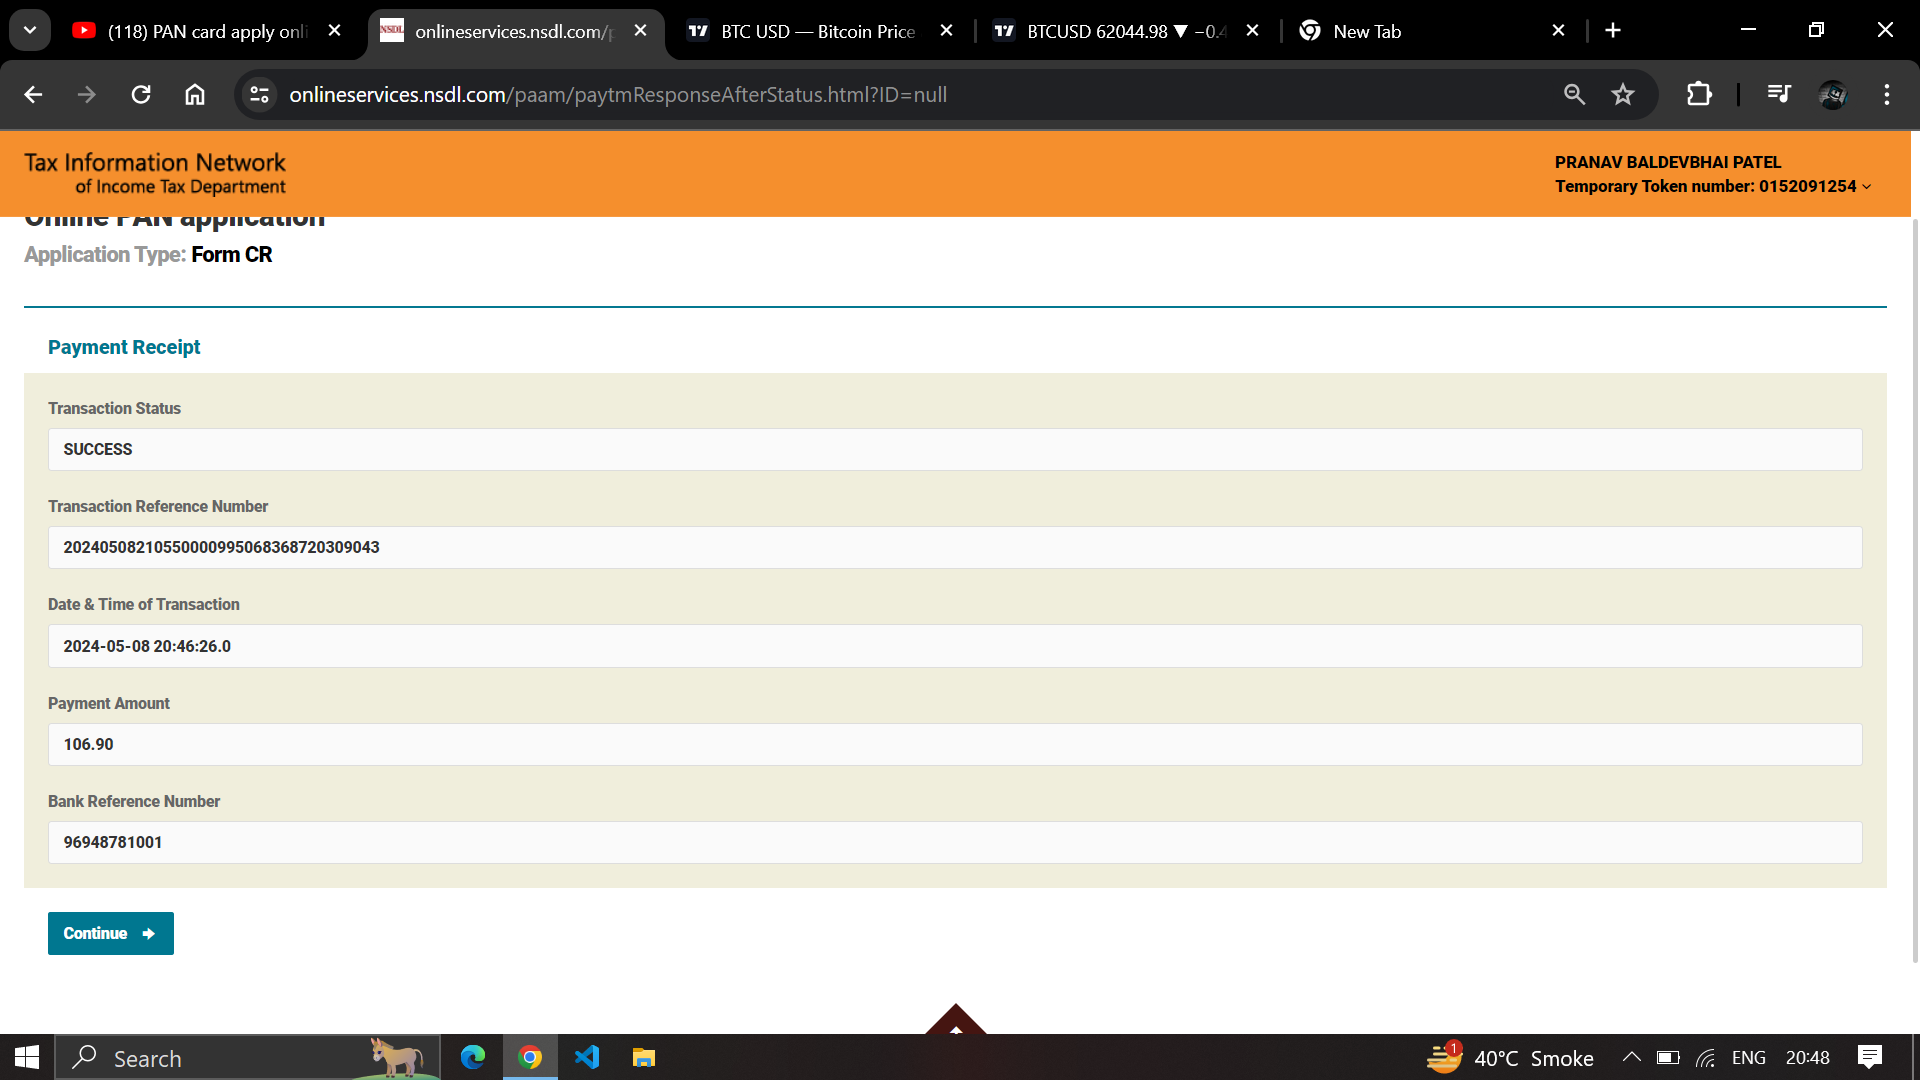 (118) PAN card apply onli
onlineservices.nsdl.com/p
BTC USD — Bitcoin Price
BTCUSD 62044.98 ▼ −0.4
New Tab
onlineservices.nsdl.com/paam/paytmResponseAfterStatus.html?ID=null
Tax Information Network
of Income Tax Department
PRANAV BALDEVBHAI PATEL
Temporary Token number: 0152091254
Online PAN application
Application Type: Form CR
Payment Receipt
Transaction Status
SUCCESS
Transaction Reference Number
20240508210550000995068368720309043
Date & Time of Transaction
2024-05-08 20:46:26.0
Payment Amount
106.90
Bank Reference Number
96948781001
Continue
Search
1
40°C Smoke
ENG
20:48